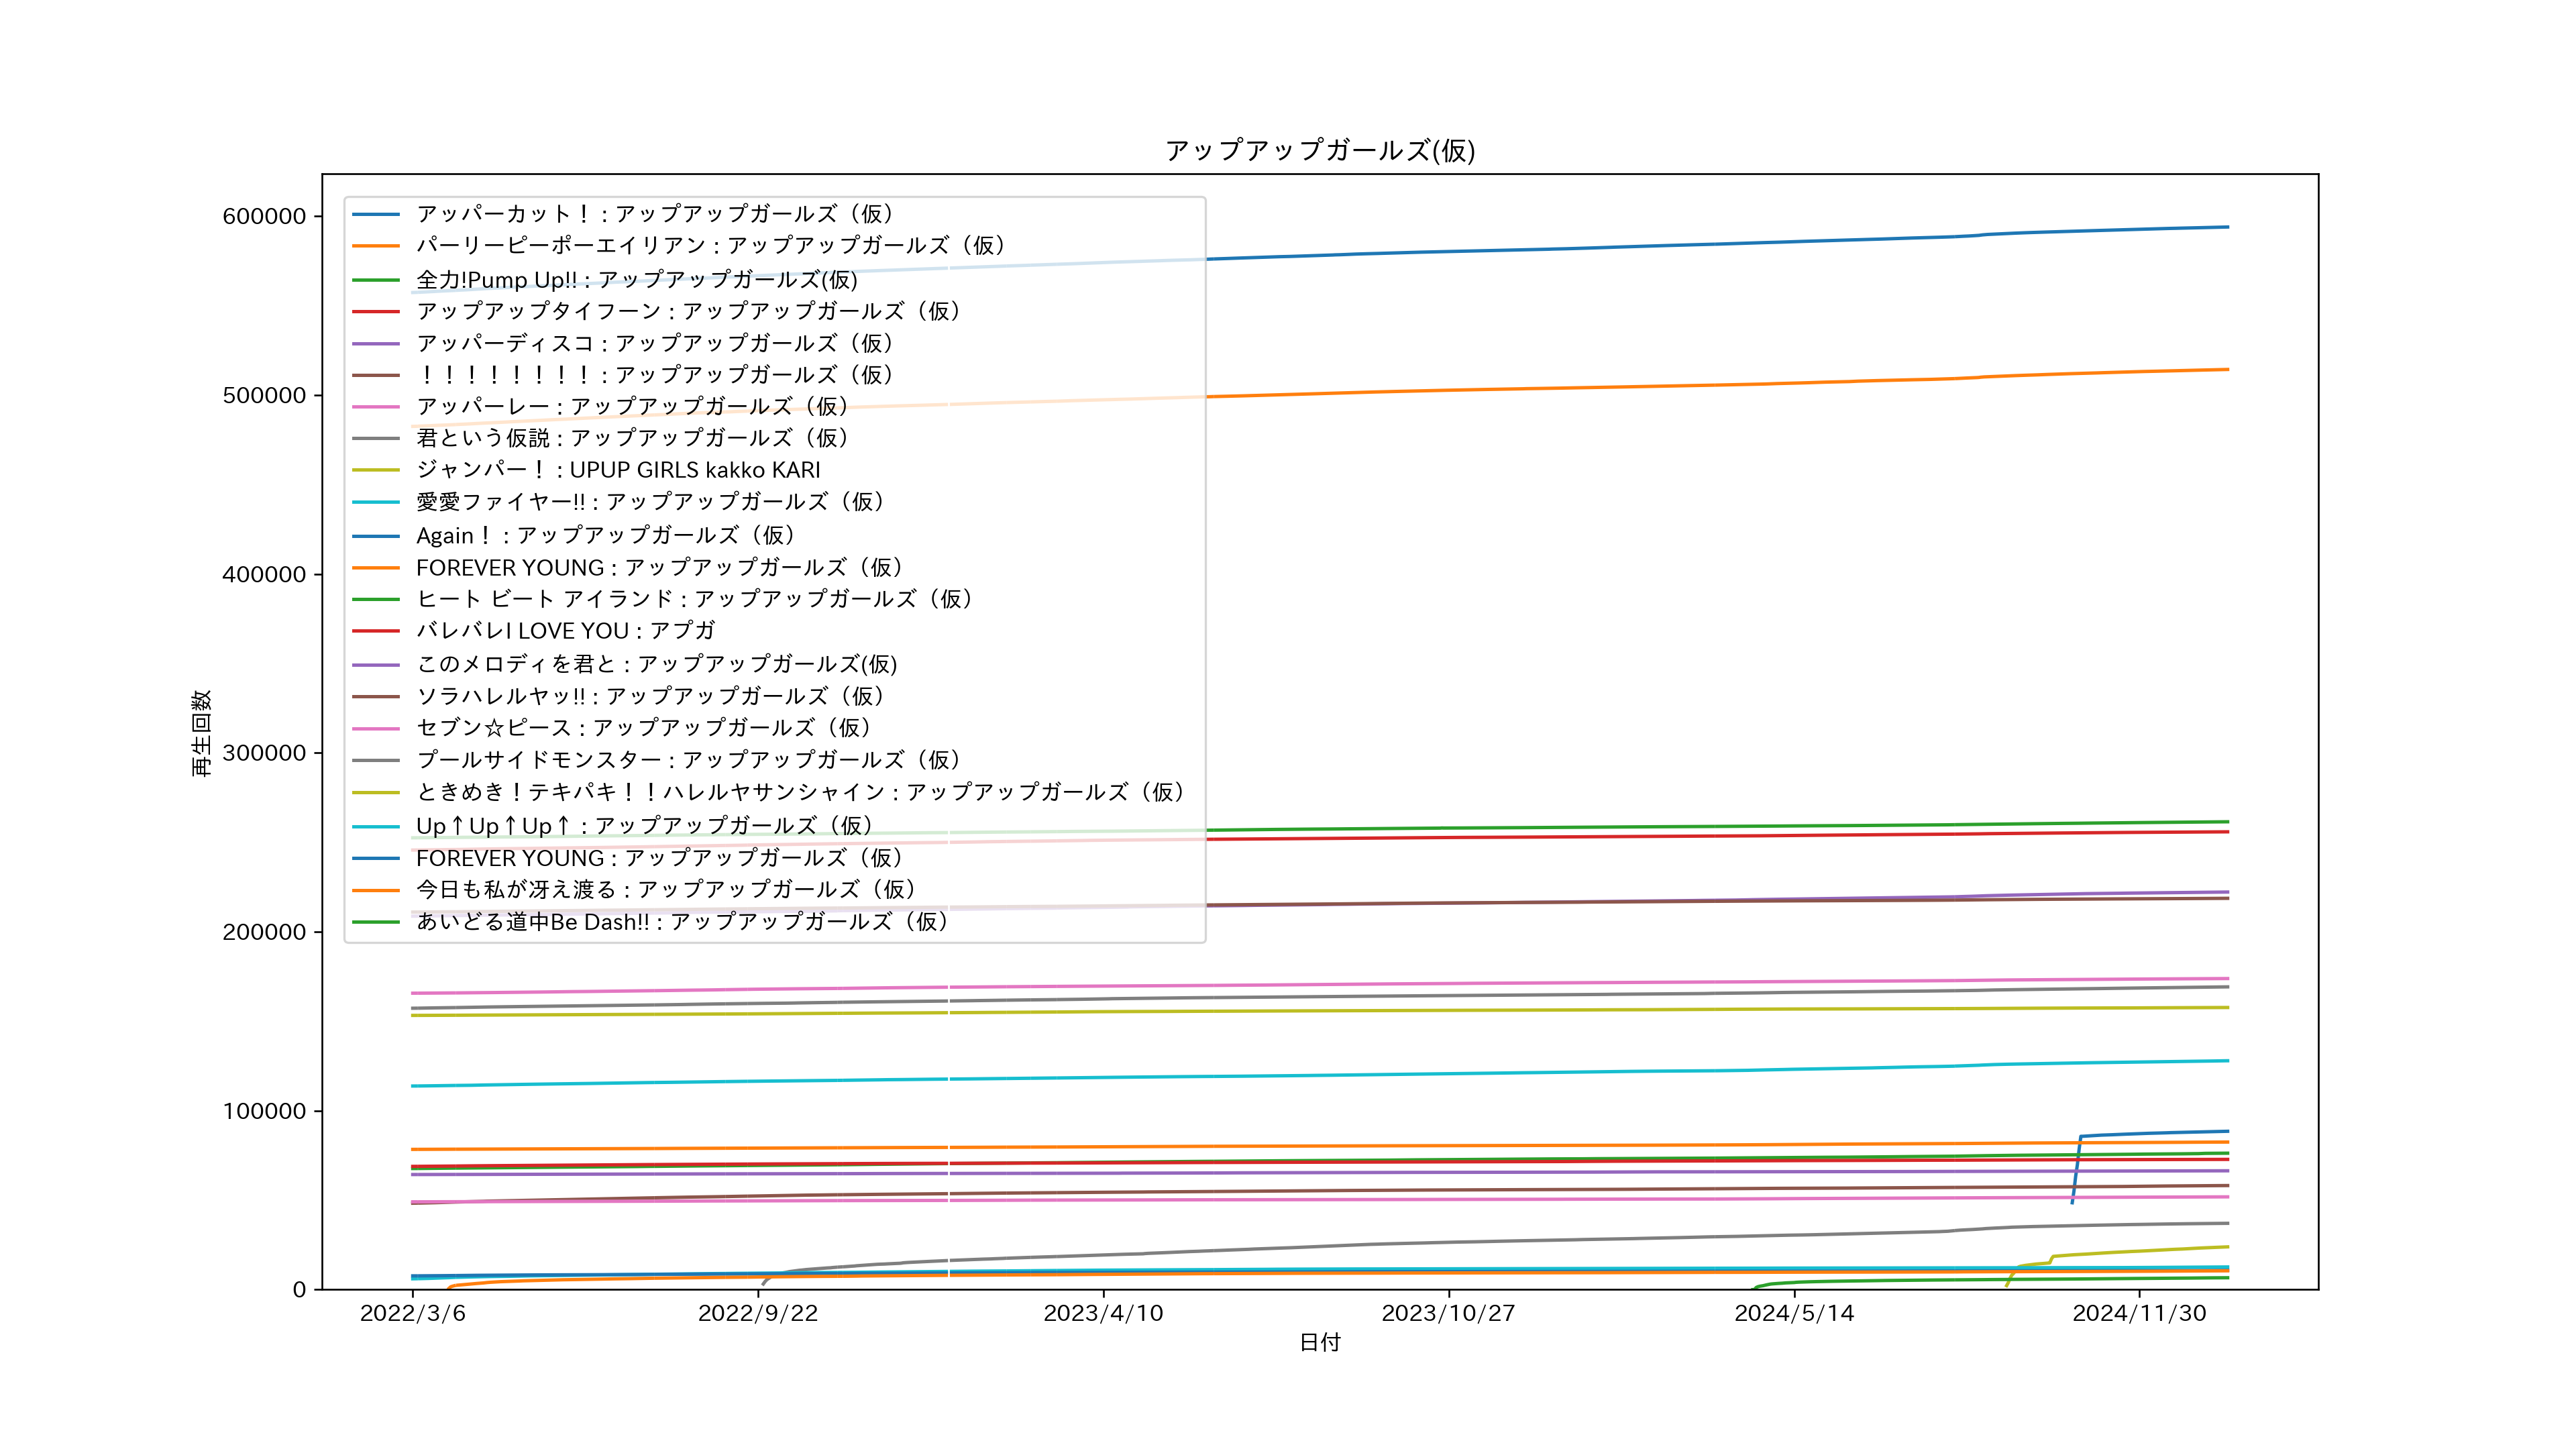 アップアップガールズ(仮)
600000
500000
400000
300000
200000
100000
0
再生回数
アッパーカット！ : アップアップガールズ（仮）
パーリーピーポーエイリアン : アップアップガールズ（仮）
全力!Pump Up!! : アップアップガールズ(仮)
アップアップタイフーン : アップアップガールズ（仮）
アッパーディスコ : アップアップガールズ（仮）
！！！！！！！！ : アップアップガールズ（仮）
アッパーレー : アップアップガールズ（仮）
君という仮説 : アップアップガールズ（仮）
ジャンパー！ : UPUP GIRLS kakko KARI
愛愛ファイヤー!! : アップアップガールズ（仮）
Again！ : アップアップガールズ（仮）
FOREVER YOUNG : アップアップガールズ（仮）
ヒート ビート アイランド : アップアップガールズ（仮）
バレバレI LOVE YOU : アプガ
このメロディを君と : アップアップガールズ(仮)
ソラハレルヤッ!! : アップアップガールズ（仮）
セブン☆ピース : アップアップガールズ（仮）
プールサイドモンスター : アップアップガールズ（仮）
ときめき！テキパキ！！ハレルヤサンシャイン : アップアップガールズ（仮）
Up↑Up↑Up↑ : アップアップガールズ（仮）
FOREVER YOUNG : アップアップガールズ（仮）
今日も私が冴え渡る : アップアップガールズ（仮）
あいどる道中Be Dash!! : アップアップガールズ（仮）
2022/3/6 2022/9/22 2023/4/10 2023/10/27 2024/5/14 2024/11/30
日付